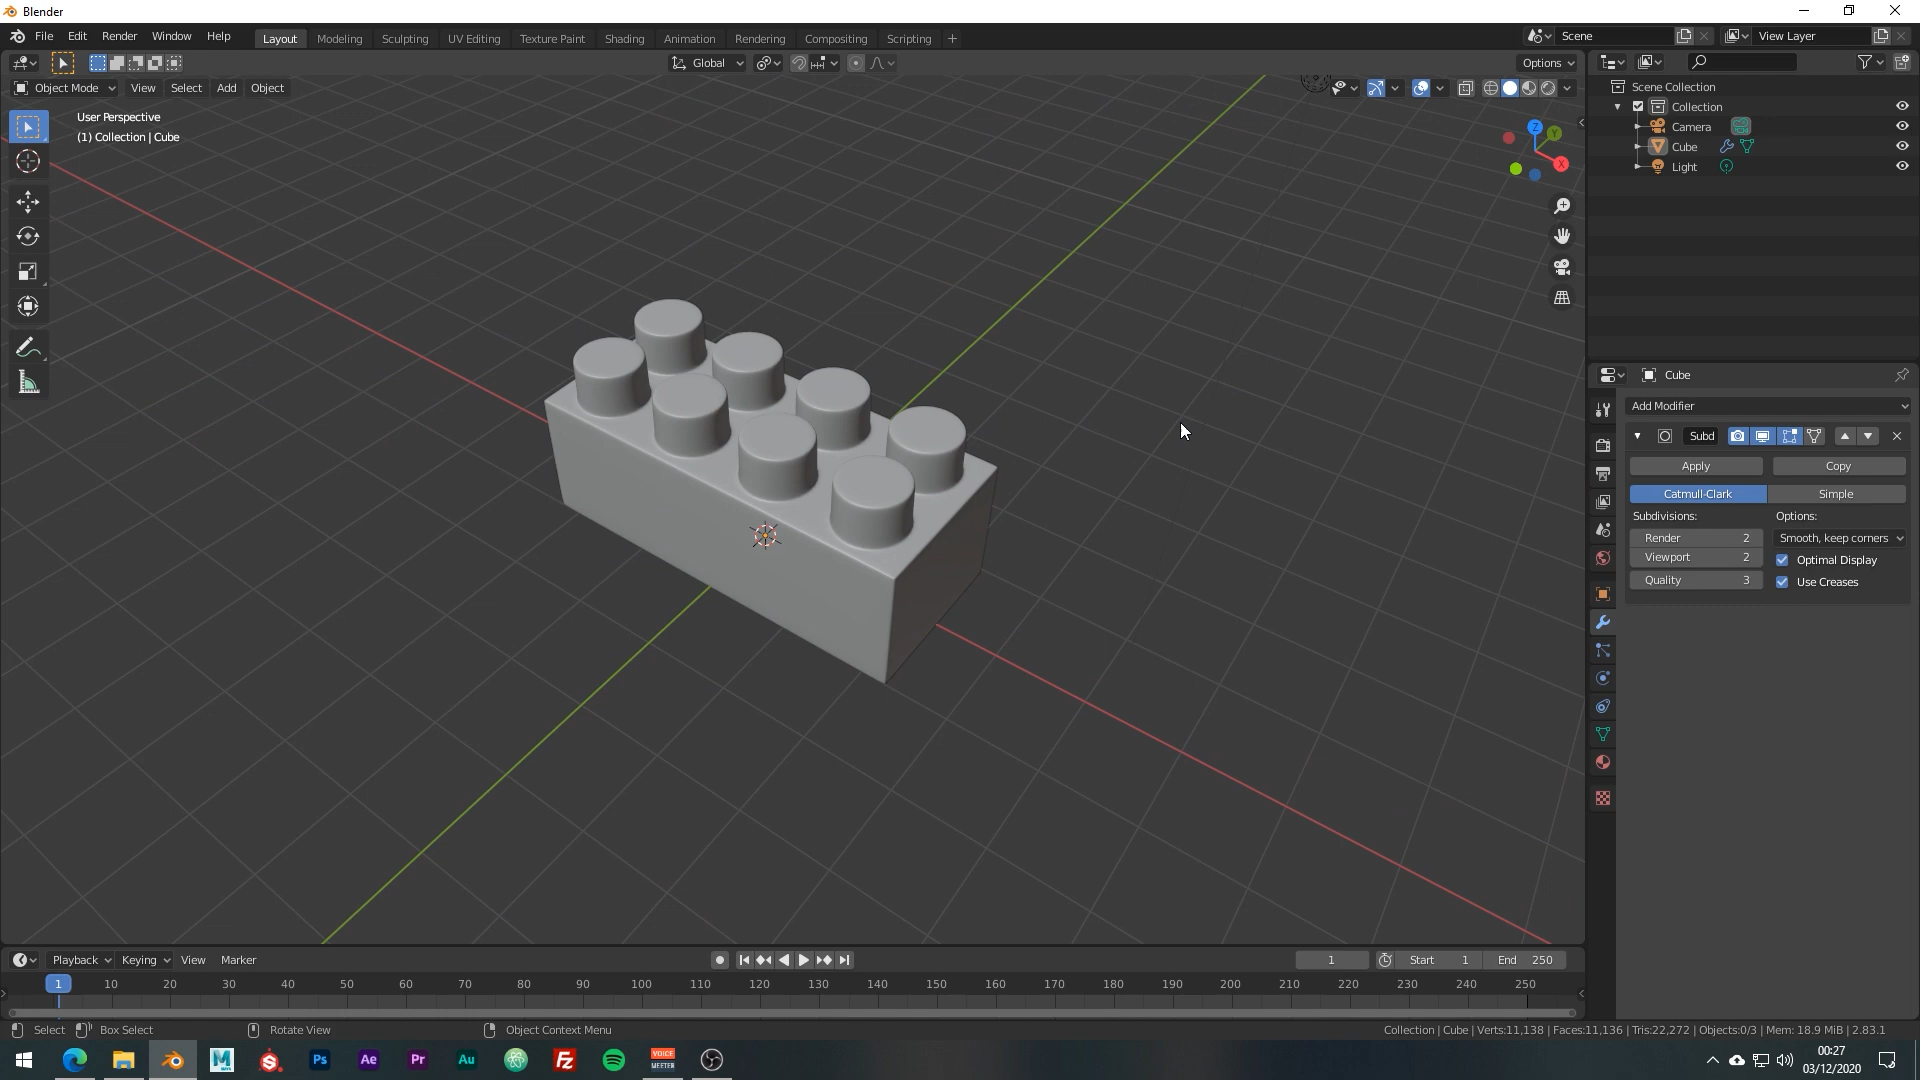 Blender
File Edit Render Window Help
Layout Modeling Sculpting UV Editing Texture Paint Shading Animation Rendering Compositing Scripting +
Scene
View Layer
Global
Options
Object Mode View Select Add Object
User Perspective
(1) Collection | Cube
Z
Y
X
Scene Collection
Collection
Camera
Cube
Light
Cube
Add Modifier
Subd
Apply Copy
Catmull-Clark Simple
Subdivisions: Options:
Render 2 Smooth, keep corners
Viewport 2 Optimal Display
Quality 3 Use Creases
Playback Keying View Marker
1 Start 1 End 250
1 10 20 30 40 50 60 70 80 90 100 110 120 130 140 150 160 170 180 190 200 210 220 230 240 250
Select Box Select Rotate View Object Context Menu
Collection | Cube | Verts:11,138 | Faces:11,136 | Tris:22,272 | Objects:0/3 | Mem: 18.9 MiB | 2.83.1
M S Ps Ae Pr Au Fz VOICE MEETER
00:27
03/12/2020